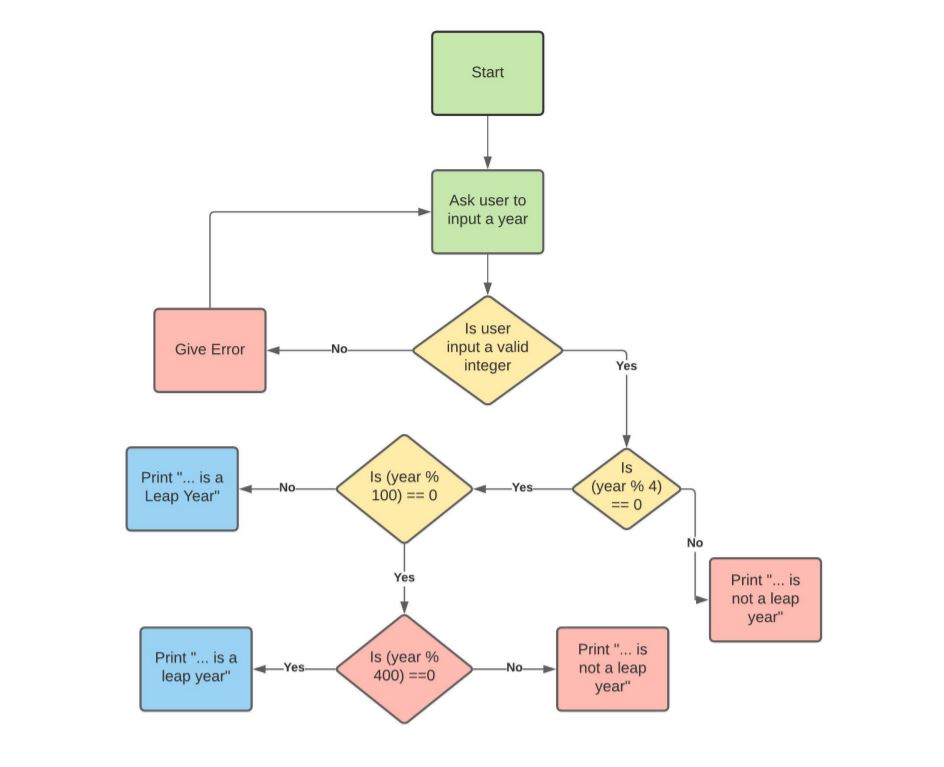 Start
Ask user to
input a year
Is user
input a valid
integer
No
Give Error
Yes
Is
(year % 4)
== 0
Yes
Is (year %
100) == 0
No
Print "... is a
Leap Year"
No
Print "... is
not a leap
year"
Yes
Is (year %
400) ==0
Yes
Print "... is a
leap year"
No
Print "... is
not a leap
year"